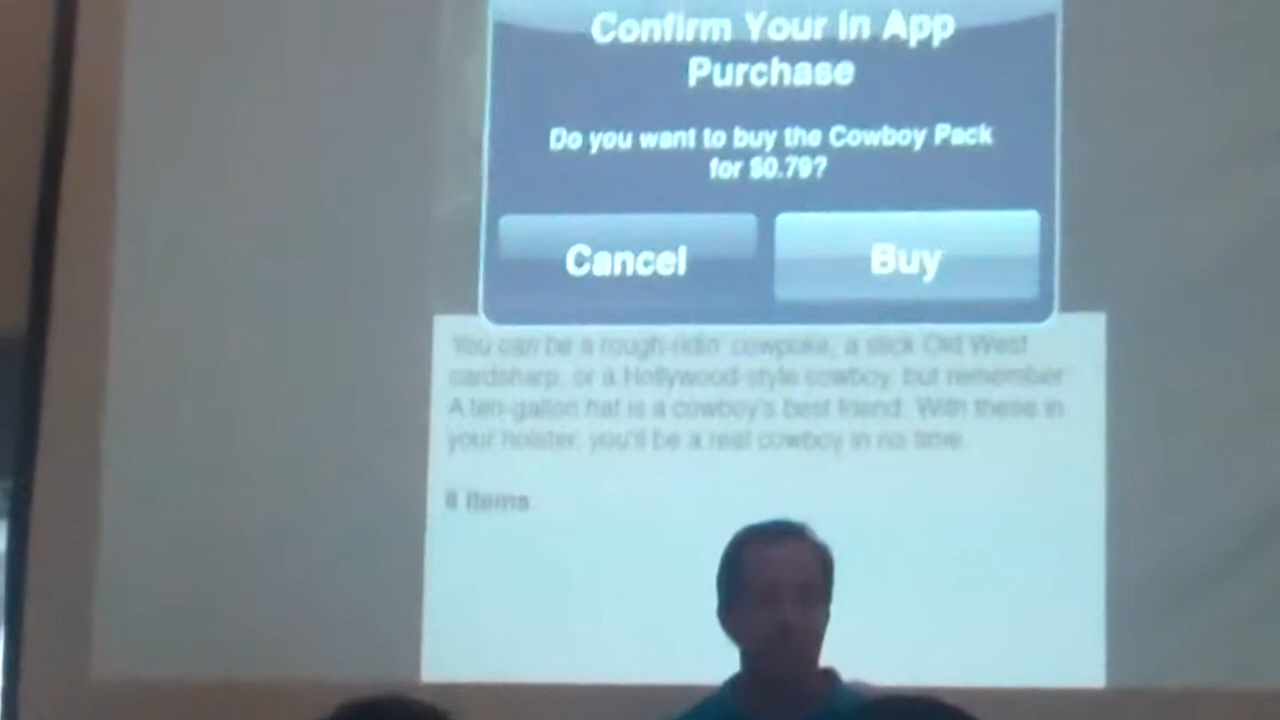 Confirm Your In App
Purchase
Do you want to buy the Cowboy Pack
for $0.79?
Cancel
Buy
You can be a rough-ridin' cowpoke, a slick Old West
cardsharp, or a Hollywood-style cowboy, but remember:
A ten-gallon hat is a cowboy's best friend. With these in
your holster, you'll be a real cowboy in no time.
Items